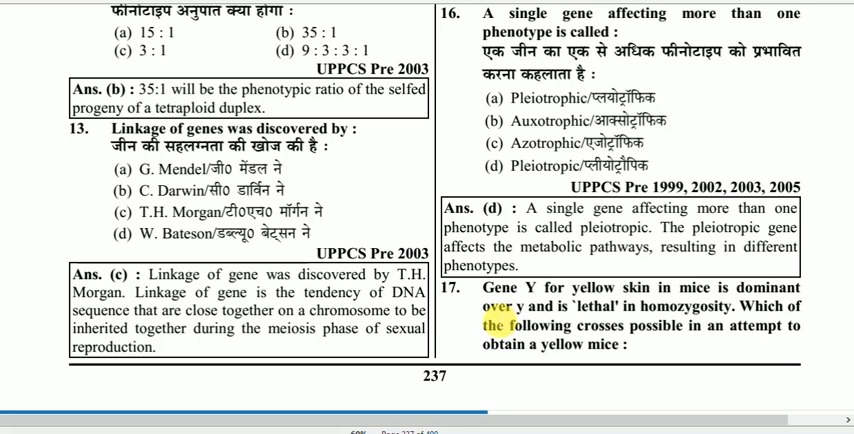 फीनोटाइप अनुपात क्या होगा :
(a) 15 : 1 (b) 35 : 1
(c) 3 : 1 (d) 9 : 3 : 3 : 1
UPPCS Pre 2003
Ans. (b) : 35:1 will be the phenotypic ratio of the selfed
progeny of a tetraploid duplex.
13. Linkage of genes was discovered by :
जीन की सहलग्नता की खोज की है :
(a) G. Mendel/जी० मेंडल ने
(b) C. Darwin/सी० डार्विन ने
(c) T.H. Morgan/टी०एच० मॉर्गन ने
(d) W. Bateson/डब्ल्यू० बेट्सन ने
UPPCS Pre 2003
Ans. (c) : Linkage of gene was discovered by T.H.
Morgan. Linkage of gene is the tendency of DNA
sequence that are close together on a chromosome to be
inherited together during the meiosis phase of sexual
reproduction.
16. A single gene affecting more than one
phenotype is called :
एक जीन का एक से अधिक फीनोटाइप को प्रभावित
करना कहलाता है :
(a) Pleiotrophic/प्लयोट्रॉफिक
(b) Auxotrophic/आक्सोट्रॉफिक
(c) Azotrophic/एजोट्रॉफिक
(d) Pleiotropic/प्लीयोट्रौपिक
UPPCS Pre 1999, 2002, 2003, 2005
Ans. (d) : A single gene affecting more than one
phenotype is called pleiotropic. The pleiotropic gene
affects the metabolic pathways, resulting in different
phenotypes.
17. Gene Y for yellow skin in mice is dominant
over y and is `lethal' in homozygosity. Which of
the following crosses possible in an attempt to
obtain a yellow mice :
237